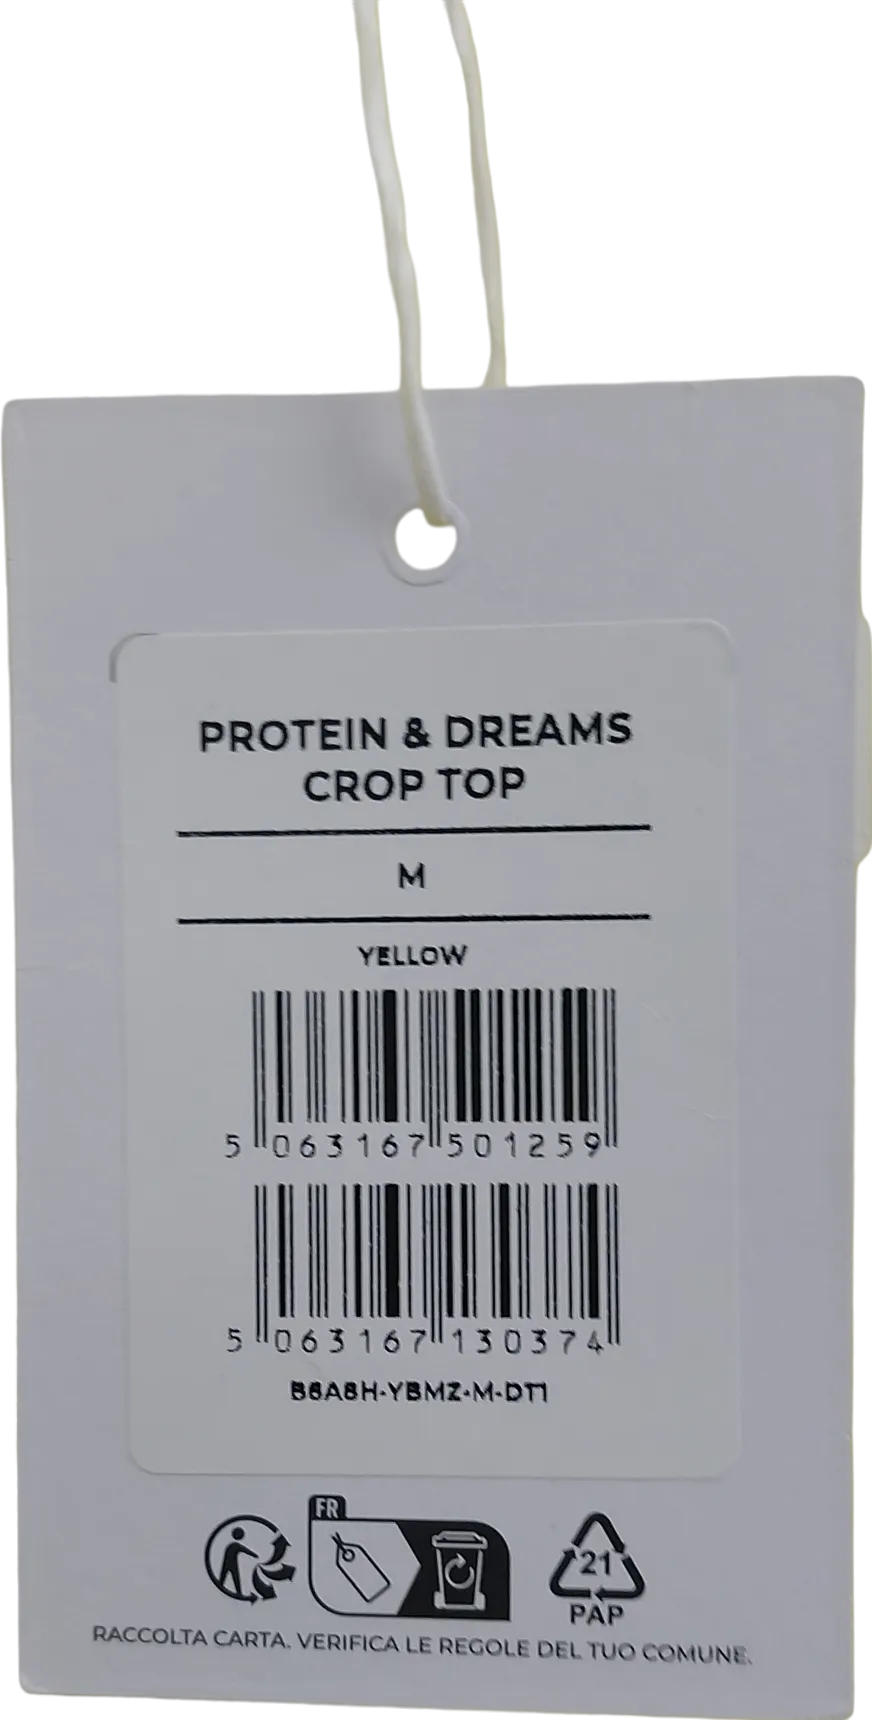 PROTEIN & DREAMS
CROP TOP
M
YELLOW
5 063167 501259
5 063167 130374
B6A8H-YBMZ-M-DT1
FR
21
PAP
RACCOLTA CARTA. VERIFICA LE REGOLE DEL TUO COMUNE.